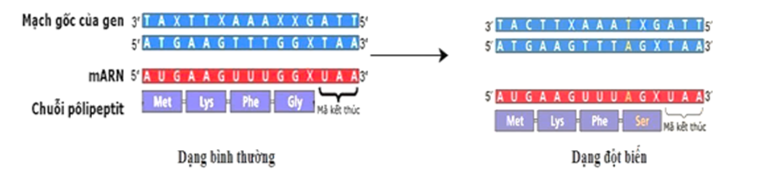 Mạch gốc của gen 3' T A X T T X A A A X X G A T T 5'
5' A T G A A G T T T G G X T A A 3'
mARN 5' A U G A A G U U U G G X U A A 3'
Chuỗi pôlipeptit Met Lys Phe Gly Mã kết thúc
Dạng bình thường
3' T A C T T X A A A T X G A T T 5'
5' A T G A A G T T T A G X T A A 3'
5' A U G A A G U U U A G X U A A 3'
Met Lys Phe Ser Mã kết thúc
Dạng đột biến